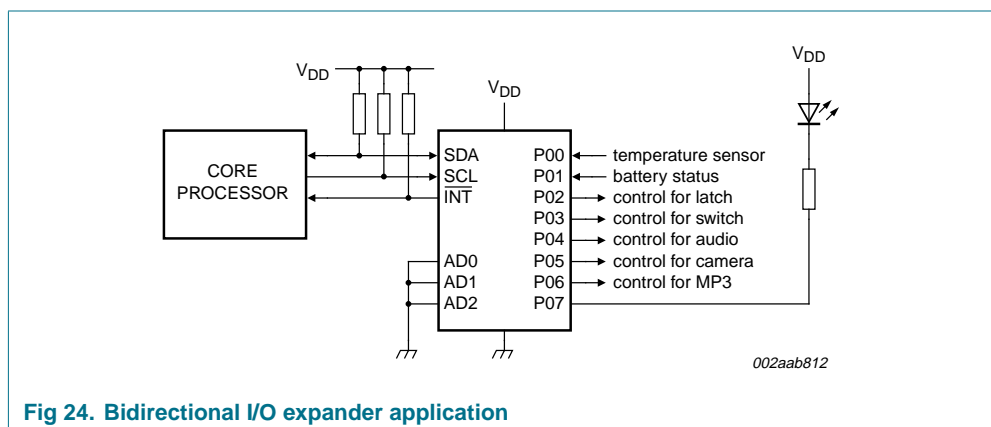 VDD
VDD
VDD
CORE
PROCESSOR
SDA
SCL
INT
AD0
AD1
AD2
P00
P01
P02
P03
P04
P05
P06
P07
temperature sensor
battery status
control for latch
control for switch
control for audio
control for camera
control for MP3
002aab812
Fig 24. Bidirectional I/O expander application